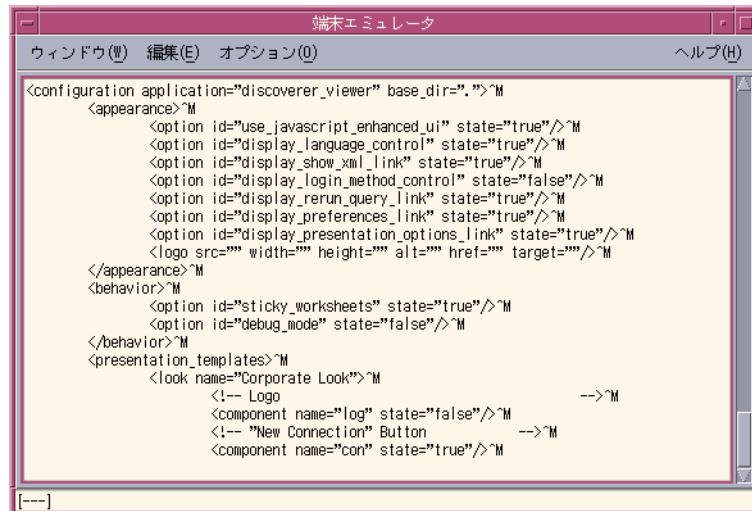 端末エミュレータ
ウィンドウ(W) 編集(E) オプション(O) ヘルプ(H)
<configuration application="discoverer_viewer" base_dir=".">^M
<appearance>^M
<option id="use_javascript_enhanced_ui" state="true"/>^M
<option id="display_language_control" state="true"/>^M
<option id="display_show_xml_link" state="true"/>^M
<option id="display_login_method_control" state="false"/>^M
<option id="display_rerun_query_link" state="true"/>^M
<option id="display_preferences_link" state="true"/>^M
<option id="display_presentation_options_link" state="true"/>^M
<logo src="" width="" height="" alt="" href="" target=""/>^M
</appearance>^M
<behavior>^M
<option id="sticky_worksheets" state="true"/>^M
<option id="debug_mode" state="false"/>^M
</behavior>^M
<presentation_templates>^M
<look name="Corporate Look">^M
<!-- Logo -->^M
<component name="log" state="false"/>^M
<!-- "New Connection" Button -->^M
<component name="con" state="true"/>^M
[---]